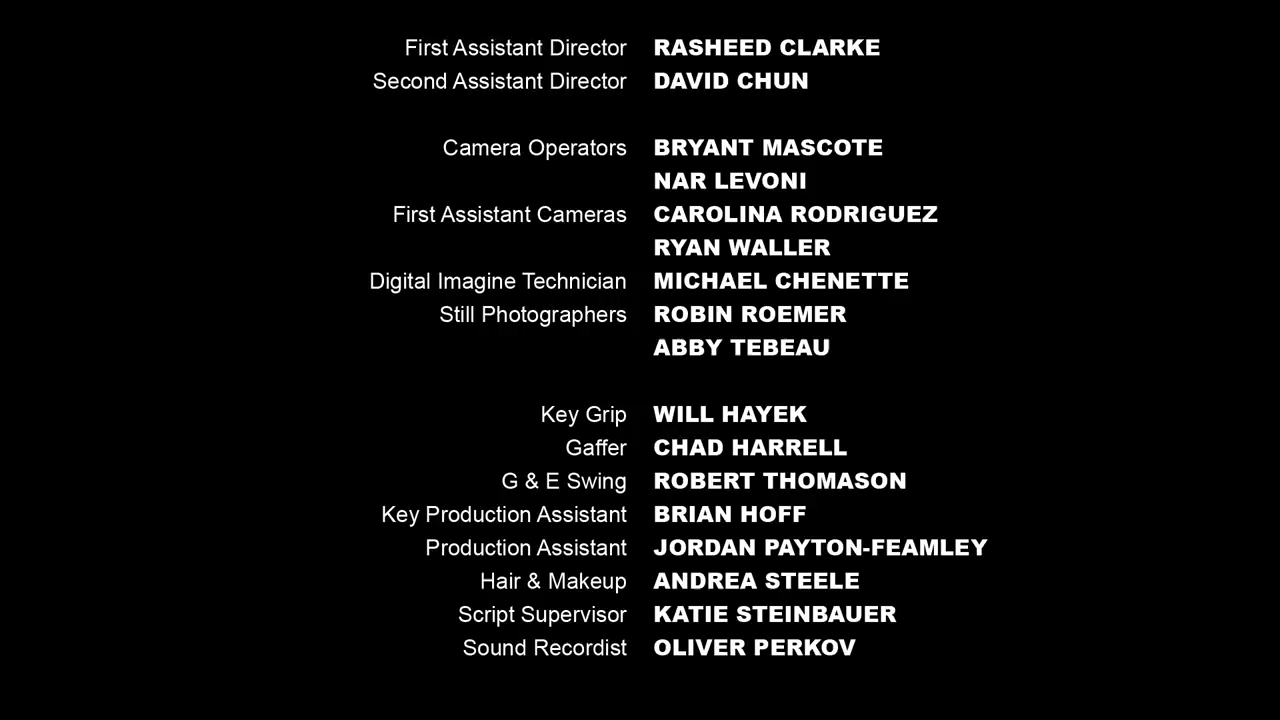 First Assistant Director RASHEED CLARKE
Second Assistant Director DAVID CHUN
Camera Operators BRYANT MASCOTE
NAR LEVONI
First Assistant Cameras CAROLINA RODRIGUEZ
RYAN WALLER
Digital Imagine Technician MICHAEL CHENETTE
Still Photographers ROBIN ROEMER
ABBY TEBEAU
Key Grip WILL HAYEK
Gaffer CHAD HARRELL
G & E Swing ROBERT THOMASON
Key Production Assistant BRIAN HOFF
Production Assistant JORDAN PAYTON-FEAMLEY
Hair & Makeup ANDREA STEELE
Script Supervisor KATIE STEINBAUER
Sound Recordist OLIVER PERKOV